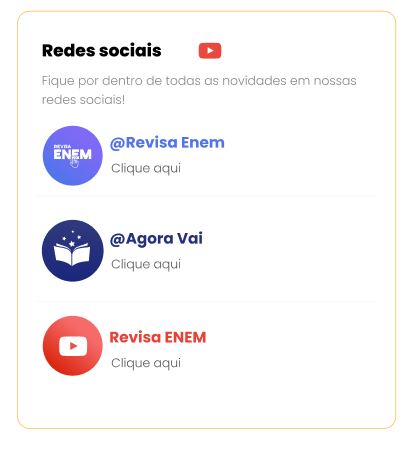 Redes sociais
Fique por dentro de todas as novidades em nossas
redes sociais!
REVISA
ENEM
@Revisa Enem
Clique aqui
@Agora Vai
Clique aqui
Revisa ENEM
Clique aqui